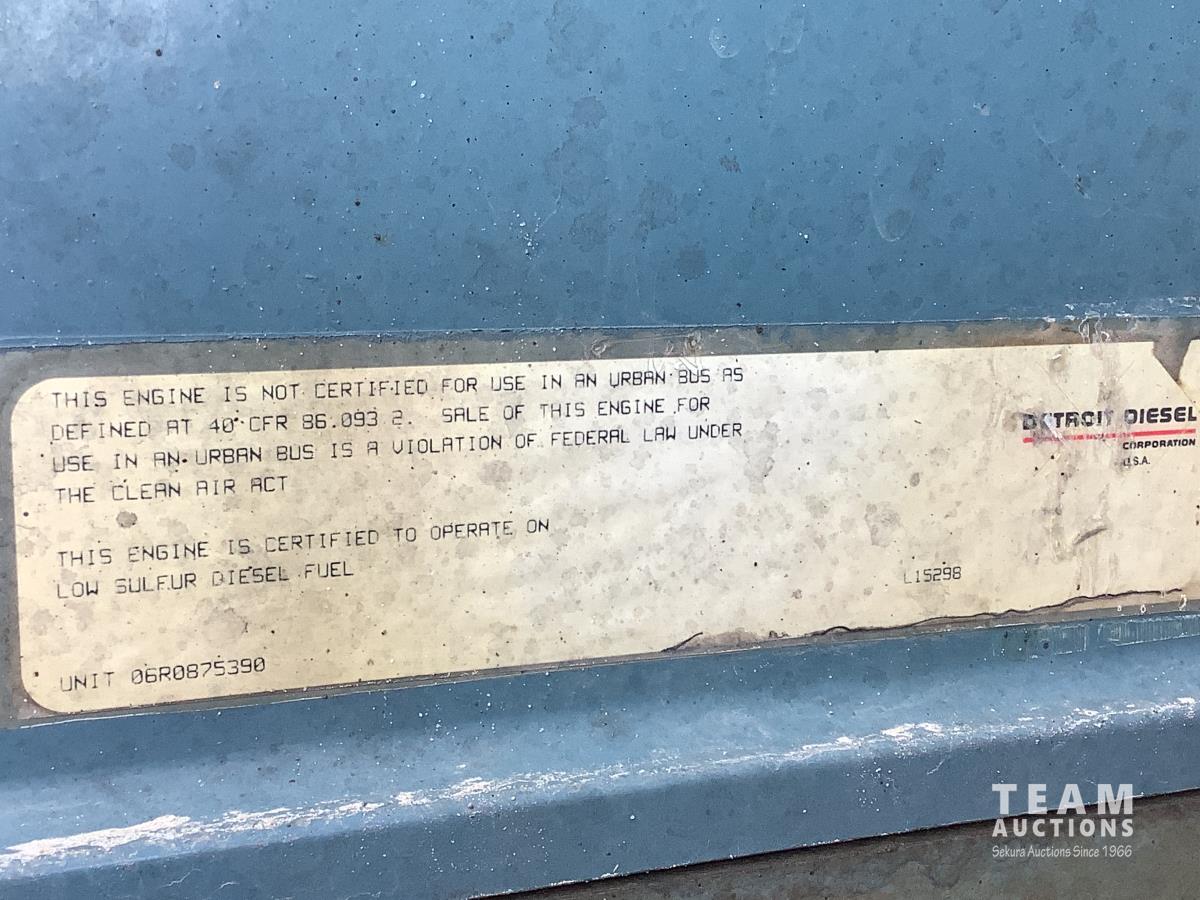 THIS ENGINE IS NOT CERTIFIED FOR USE IN AN URBAN BUS AS
DEFINED AT 40 CFR 86.093 2. SALE OF THIS ENGINE FOR
USE IN AN URBAN BUS IS A VIOLATION OF FEDERAL LAW UNDER
THE CLEAN AIR ACT
THIS ENGINE IS CERTIFIED TO OPERATE ON
LOW SULFUR DIESEL FUEL
UNIT 06R0875390
L15298
DETROIT DIESEL
CORPORATION
U.S.A.
TEAM
AUCTIONS
Sekura Auctions Since 1966